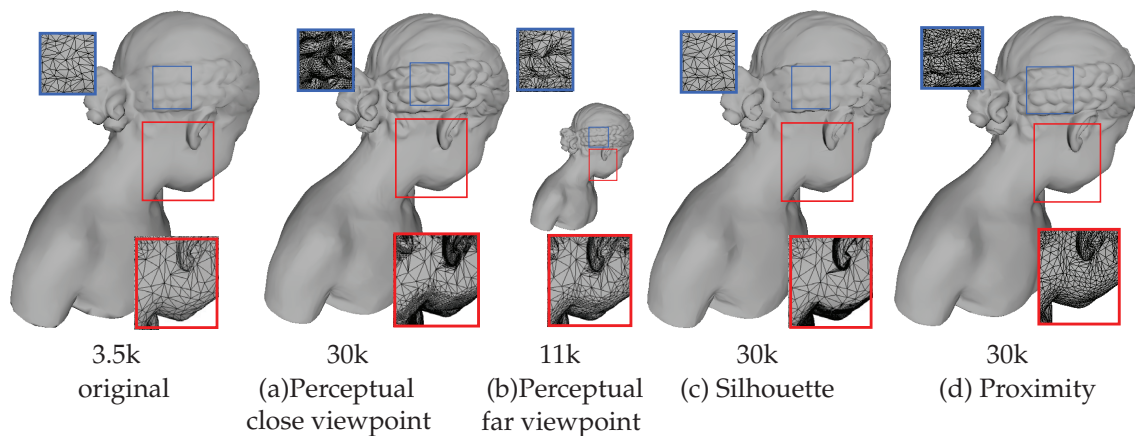 3.5k
original
30k
(a)Perceptual
close viewpoint
11k
(b)Perceptual
far viewpoint
30k
(c) Silhouette
30k
(d) Proximity